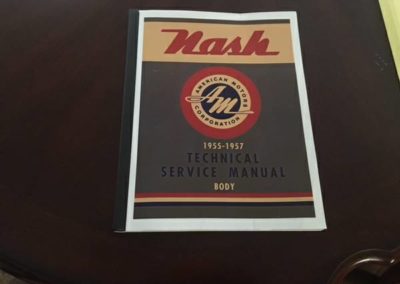 Nash
AMERICAN MOTORS
AM
CORPORATION
1955-1957
TECHNICAL
SERVICE MANUAL
BODY